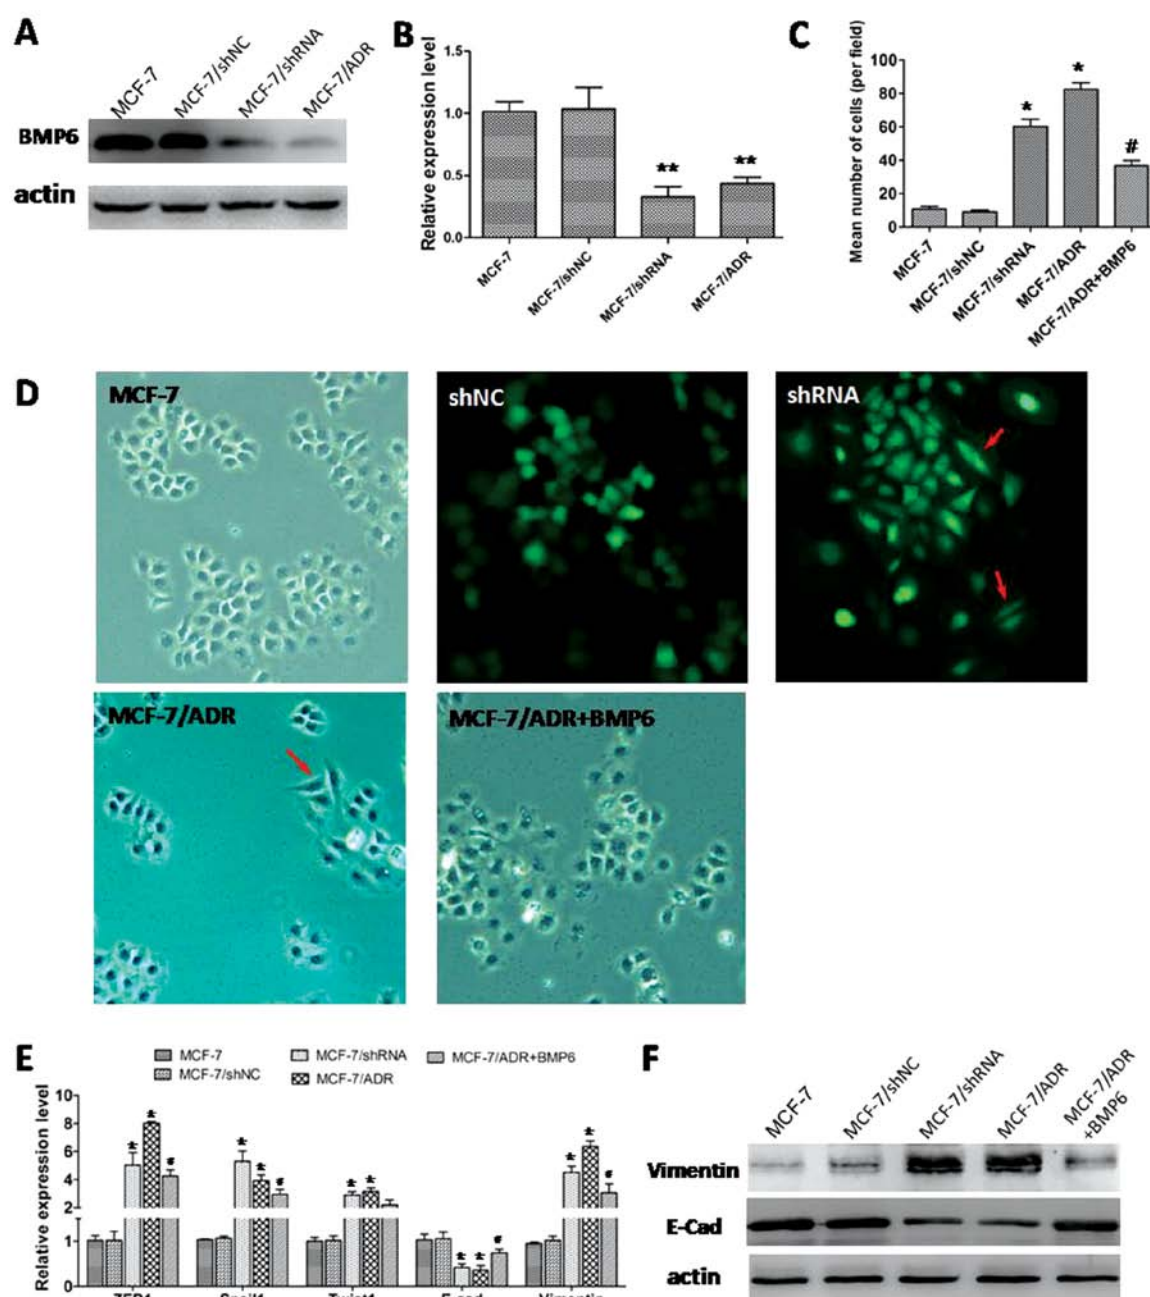 A
MCF-7
MCF-7/shNC
MCF-7/shRNA
MCF-7/ADR
BMP6
actin
B
Relative expression level
1.5
1.0
0.5
0.0
**
**
MCF-7
MCF-7/shNC
MCF-7/shRNA
MCF-7/ADR
C
Mean number of cells (per field)
100
80
60
40
20
0
*
*
#
MCF-7
MCF-7/shNC
MCF-7/shRNA
MCF-7/ADR
MCF-7/ADR+BMP6
D
MCF-7
shNC
shRNA
MCF-7/ADR
MCF-7/ADR+BMP6
E
MCF-7
MCF-7/shNC
MCF-7/shRNA
MCF-7/ADR
MCF-7/ADR+BMP6
Relative expression level
10
8
6
4
2
1
0
Vimentin
F
MCF-7
MCF-7/shNC
MCF-7/shRNA
MCF-7/ADR
MCF-7/ADR
+BMP6
Vimentin
E-Cad
actin